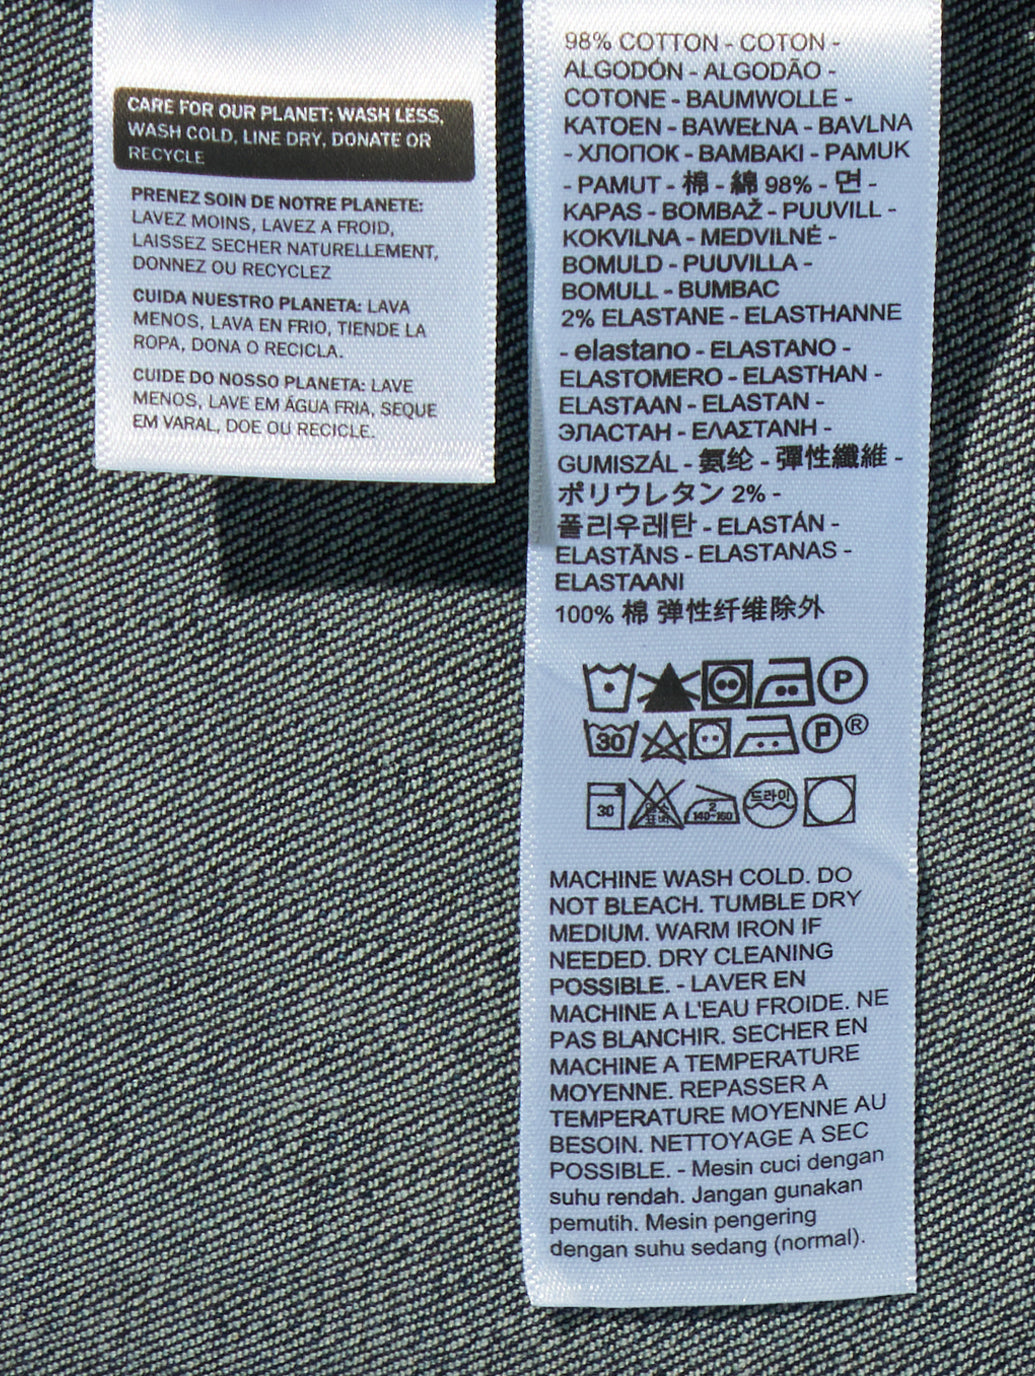 CARE FOR OUR PLANET: WASH LESS,
WASH COLD, LINE DRY, DONATE OR
RECYCLE
PRENEZ SOIN DE NOTRE PLANETE:
LAVEZ MOINS, LAVEZ A FROID,
LAISSEZ SECHER NATURELLEMENT,
DONNEZ OU RECYCLEZ
CUIDA NUESTRO PLANETA: LAVA
MENOS, LAVA EN FRIO, TIENDE LA
ROPA, DONA O RECICLA.
CUIDE DO NOSSO PLANETA: LAVE
MENOS, LAVE EM ÁGUA FRIA, SEQUE
EM VARAL, DOE OU RECICLE.
98% COTTON - COTON -
ALGODÓN - ALGODÃO -
COTONE - BAUMWOLLE -
KATOEN - BAWEŁNA - BAVLNA
- ХЛОПОК - BAMBAKI - PAMUK
- PAMUT - 棉 - 綿 98% - 면 -
KAPAS - BOMBAŽ - PUUVILL -
KOKVILNA - MEDVILNĖ -
BOMULD - PUUVILLA -
BOMULL - BUMBAC
2% ELASTANE - ELASTHANNE
- elastano - ELASTANO -
ELASTOMERO - ELASTHAN -
ELASTAAN - ELASTAN -
ЭЛАСТАН - ΕΛΑΣΤΑΝΗ -
GUMISZÁL - 氨纶 - 彈性纖維 -
ポリウレタン 2% -
폴리우레탄 - ELASTÁN -
ELASTĀNS - ELASTANAS -
ELASTAANI
100% 棉 弹性纤维除外
P
30 P®
30 염소표백 2 140~160 드라이
MACHINE WASH COLD. DO
NOT BLEACH. TUMBLE DRY
MEDIUM. WARM IRON IF
NEEDED. DRY CLEANING
POSSIBLE. - LAVER EN
MACHINE A L'EAU FROIDE. NE
PAS BLANCHIR. SECHER EN
MACHINE A TEMPERATURE
MOYENNE. REPASSER A
TEMPERATURE MOYENNE AU
BESOIN. NETTOYAGE A SEC
POSSIBLE. - Mesin cuci dengan
suhu rendah. Jangan gunakan
pemutih. Mesin pengering
dengan suhu sedang (normal).